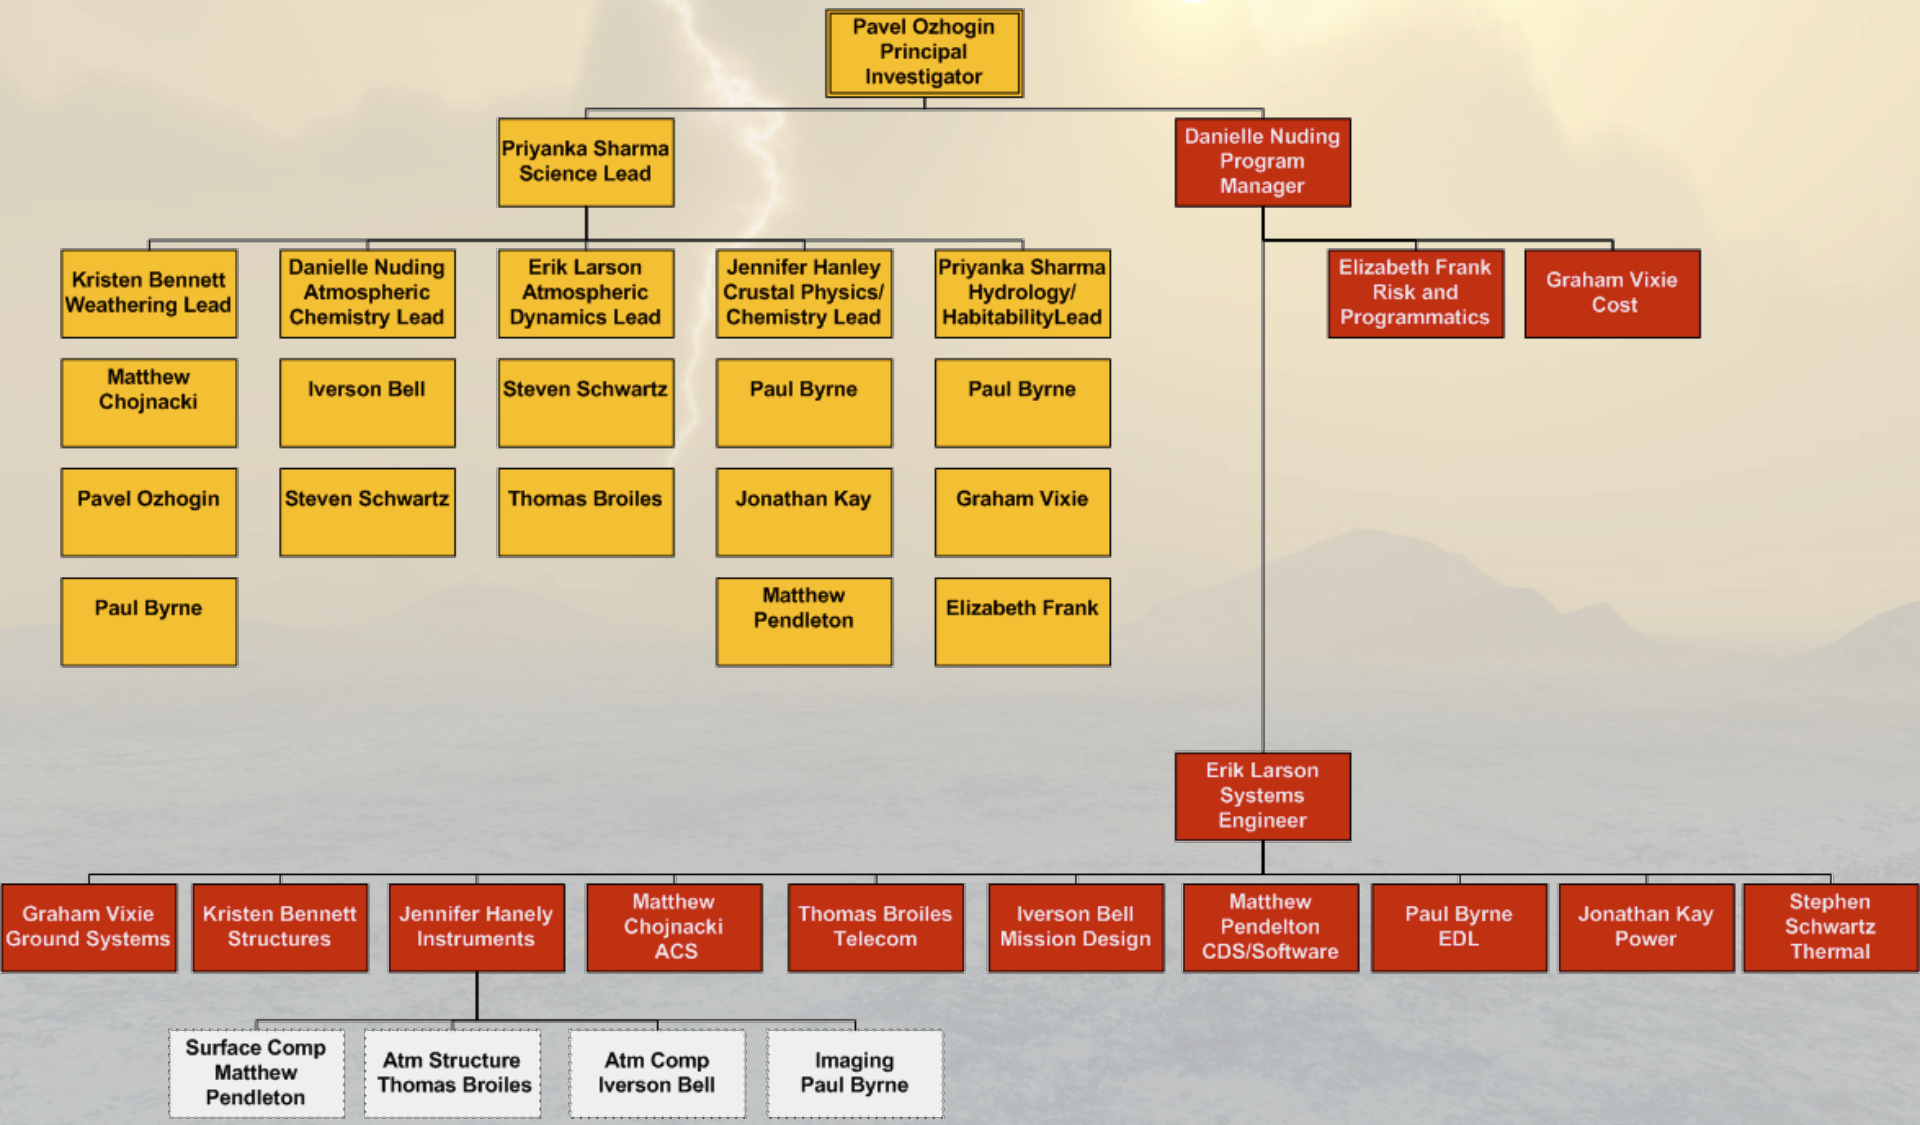 Pavel Ozhogin
Principal
Investigator
Priyanka Sharma
Science Lead
Danielle Nuding
Program
Manager
Kristen Bennett
Weathering Lead
Danielle Nuding
Atmospheric
Chemistry Lead
Erik Larson
Atmospheric
Dynamics Lead
Jennifer Hanley
Crustal Physics/
Chemistry Lead
Priyanka Sharma
Hydrology/
HabitabilityLead
Elizabeth Frank
Risk and
Programmatics
Graham Vixie
Cost
Matthew
Chojnacki
Iverson Bell
Steven Schwartz
Paul Byrne
Paul Byrne
Pavel Ozhogin
Steven Schwartz
Thomas Broiles
Jonathan Kay
Graham Vixie
Paul Byrne
Matthew
Pendleton
Elizabeth Frank
Erik Larson
Systems
Engineer
Graham Vixie
Ground Systems
Kristen Bennett
Structures
Jennifer Hanely
Instruments
Matthew
Chojnacki
ACS
Thomas Broiles
Telecom
Iverson Bell
Mission Design
Matthew
Pendelton
CDS/Software
Paul Byrne
EDL
Jonathan Kay
Power
Stephen
Schwartz
Thermal
Surface Comp
Matthew
Pendleton
Atm Structure
Thomas Broiles
Atm Comp
Iverson Bell
Imaging
Paul Byrne